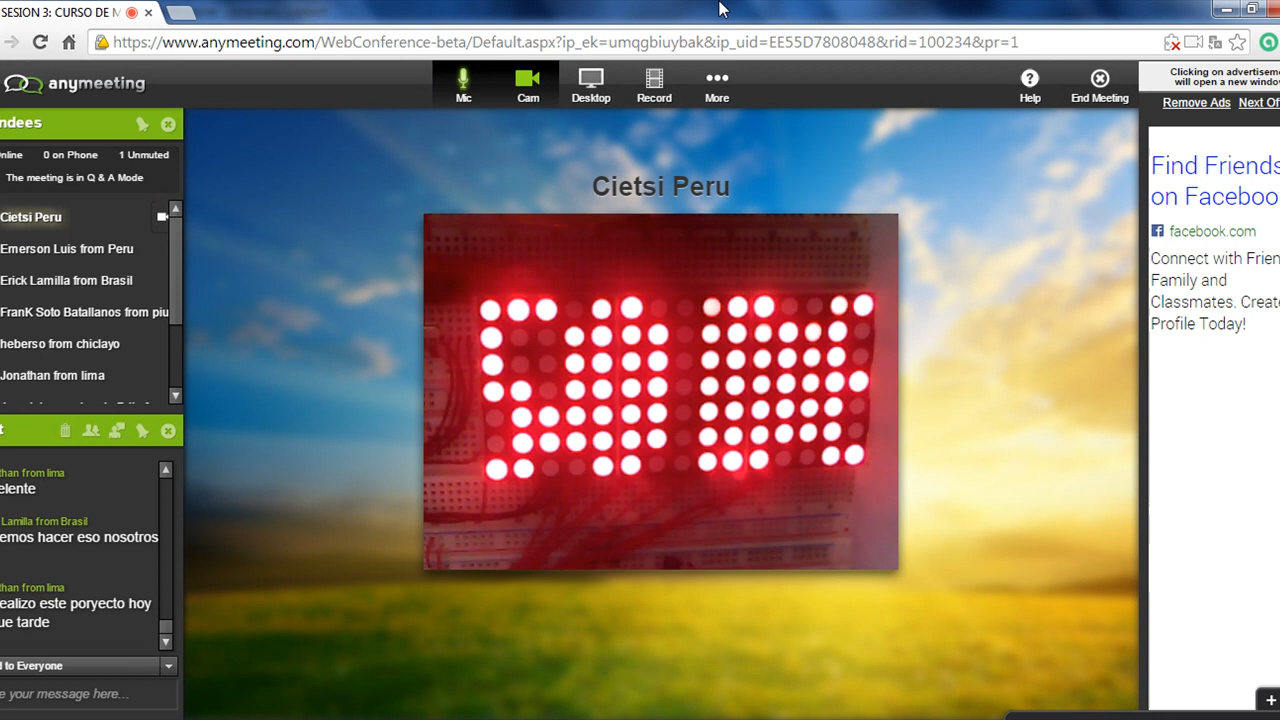 SESION 3: CURSO DE M
https://www.anymeeting.com/WebConference-beta/Default.aspx?ip_ek=umqgbiuybak&ip_uid=EE55D7808048&rid=100234&pr=1
anymeeting
Mic
Cam
Desktop
Record
More
Help
End Meeting
Clicking on advertiseme
will open a new window
Remove Ads Next Of
ndees
nline 0 on Phone 1 Unmuted
The meeting is in Q & A Mode
Cietsi Peru
Emerson Luis from Peru
Erick Lamilla from Brasil
FranK Soto Batallanos from piu
heberso from chiclayo
Jonathan from lima
t
than from lima
elente
Lamilla from Brasil
emos hacer eso nosotros
than from lima
ealizo este poryecto hoy
ue tarde
d to Everyone
e your message here...
Cietsi Peru
Find Friends
on Faceboo
facebook.com
Connect with Frien
Family and
Classmates. Create
Profile Today!